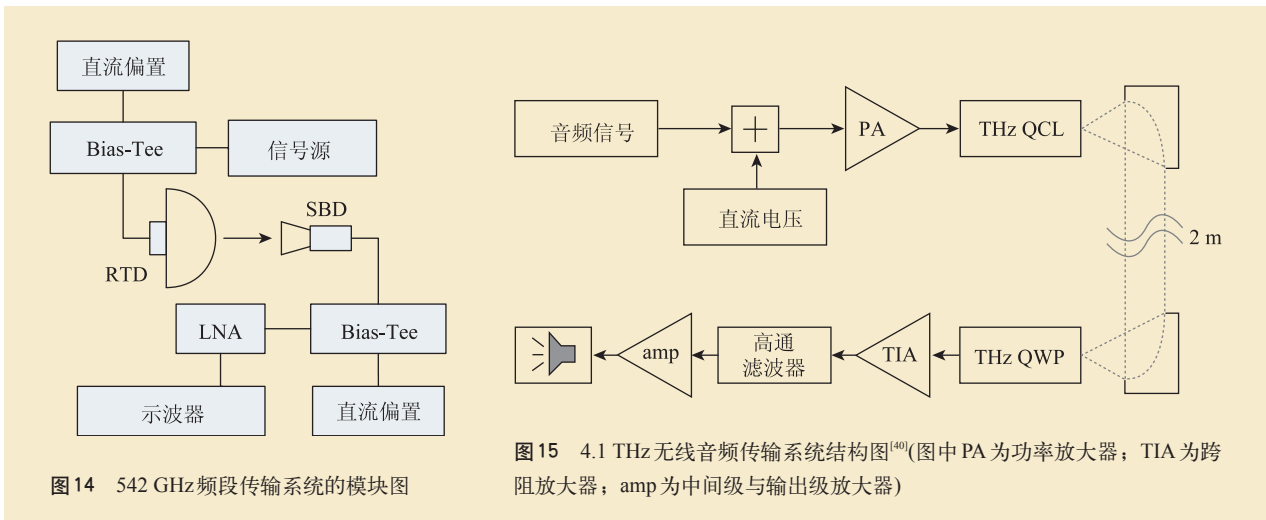 直流偏置
Bias-Tee
信号源
SBD
RTD
LNA
Bias-Tee
示波器
直流偏置
图14 542 GHz频段传输系统的模块图
音频信号
+
PA
THz QCL
直流电压
2 m
amp
高通
滤波器
TIA
THz QWP
图15 4.1 THz无线音频传输系统结构图[40](图中PA为功率放大器；TIA为跨
阻放大器；amp为中间级与输出级放大器)